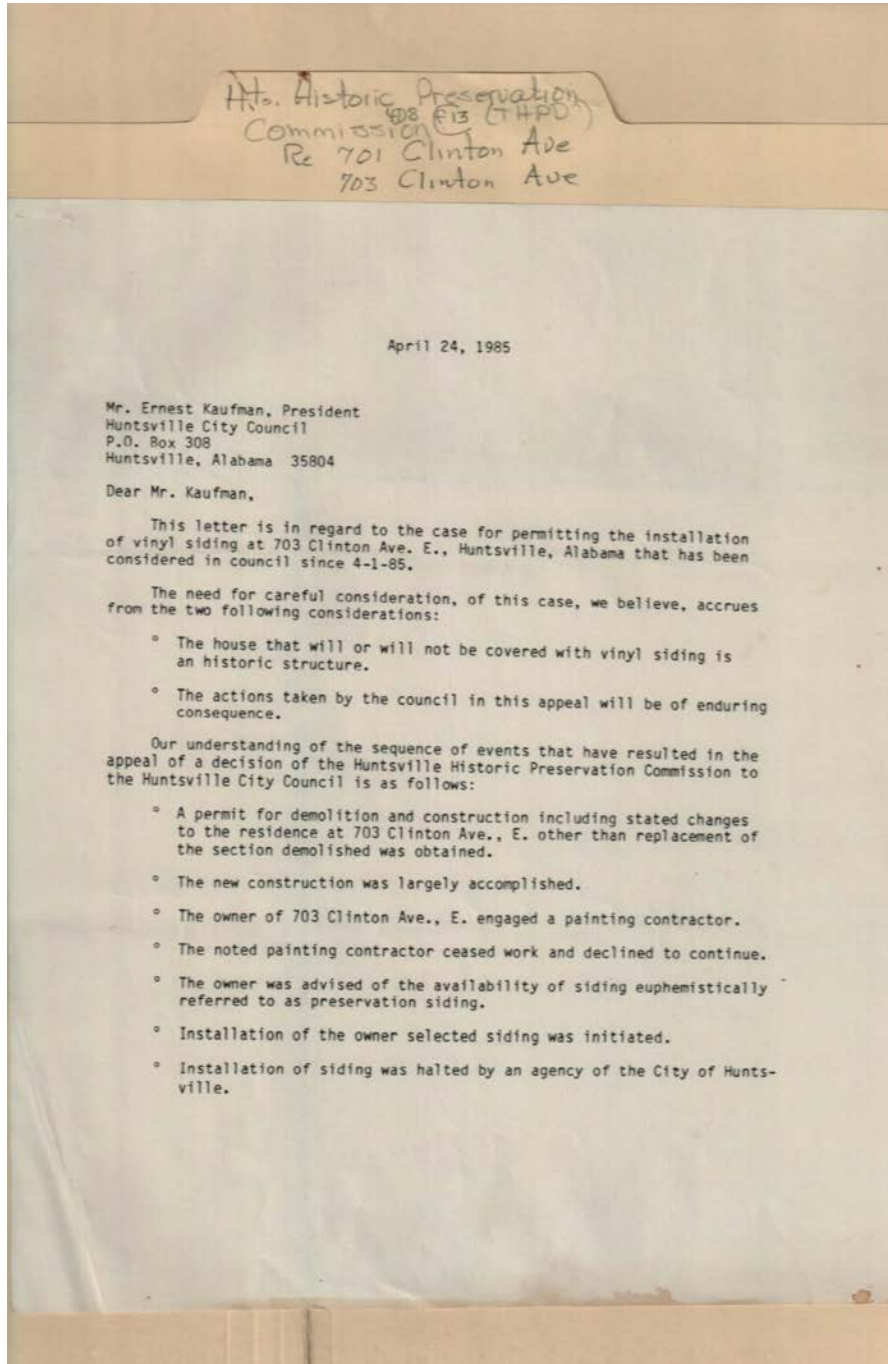 Hts. Historic Preservation
4D8 F13 (THPD)
Commission
Re 701 Clinton Ave
703 Clinton Ave
April 24, 1985
Mr. Ernest Kaufman, President
Huntsville City Council
P.O. Box 308
Huntsville, Alabama 35804
Dear Mr. Kaufman,
This letter is in regard to the case for permitting the installation
of vinyl siding at 703 Clinton Ave. E., Huntsville, Alabama that has been
considered in council since 4-1-85.
The need for careful consideration, of this case, we believe, accrues
from the two following considerations:
° The house that will or will not be covered with vinyl siding is
an historic structure.
° The actions taken by the council in this appeal will be of enduring
consequence.
Our understanding of the sequence of events that have resulted in the
appeal of a decision of the Huntsville Historic Preservation Commission to
the Huntsville City Council is as follows:
° A permit for demolition and construction including stated changes
to the residence at 703 Clinton Ave., E. other than replacement of
the section demolished was obtained.
° The new construction was largely accomplished.
° The owner of 703 Clinton Ave., E. engaged a painting contractor.
° The noted painting contractor ceased work and declined to continue.
° The owner was advised of the availability of siding euphemistically
referred to as preservation siding.
° Installation of the owner selected siding was initiated.
° Installation of siding was halted by an agency of the City of Hunts-
ville.